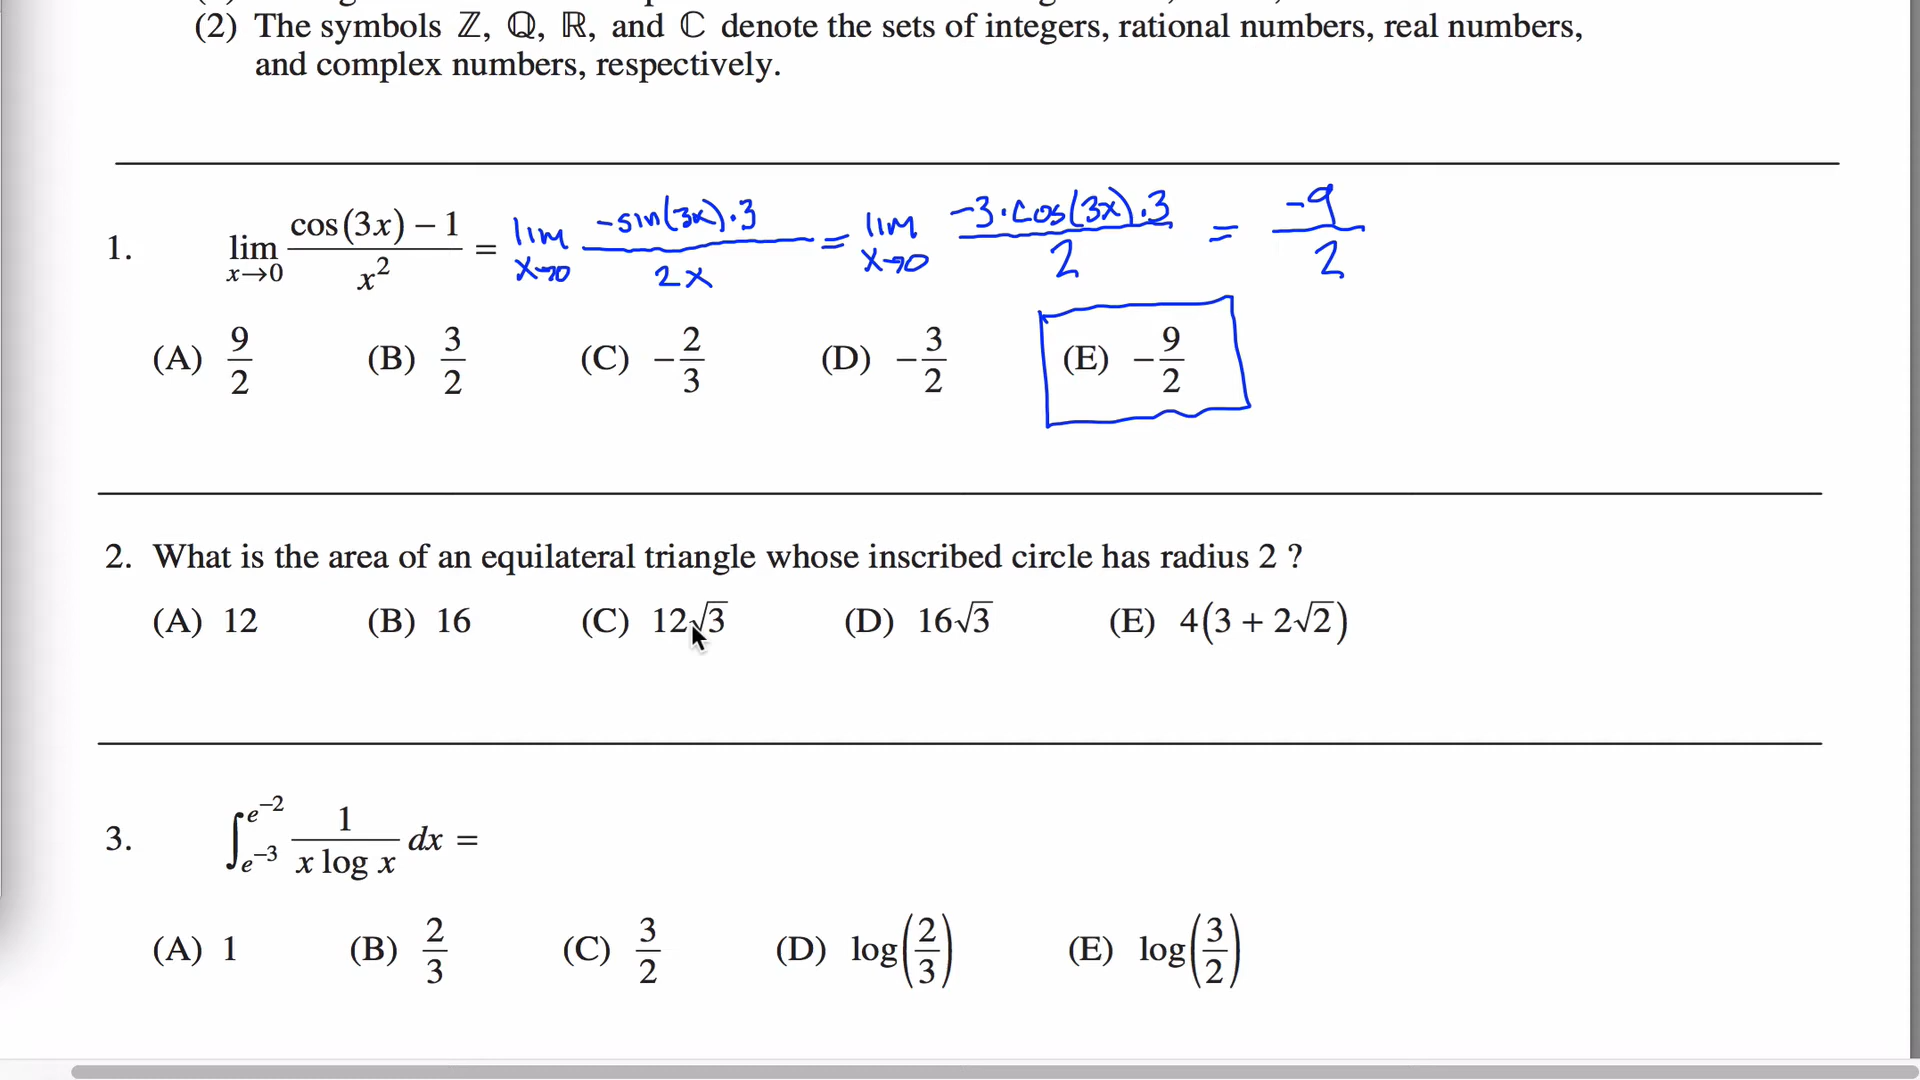 (2) The symbols ℤ, ℚ, ℝ, and ℂ denote the sets of integers, rational numbers, real numbers,
and complex numbers, respectively.
1. lim x→0 (cos(3x) − 1)/x² = lim x→0 (-sin(3x)·3)/(2x) = lim x→0 (-3·cos(3x)·3)/2 = -9/2
(A) 9/2 (B) 3/2 (C) −2/3 (D) −3/2 (E) −9/2
2. What is the area of an equilateral triangle whose inscribed circle has radius 2 ?
(A) 12 (B) 16 (C) 12√3 (D) 16√3 (E) 4(3 + 2√2)
3. ∫_{e⁻³}^{e⁻²} 1/(x log x) dx =
(A) 1 (B) 2/3 (C) 3/2 (D) log(2/3) (E) log(3/2)